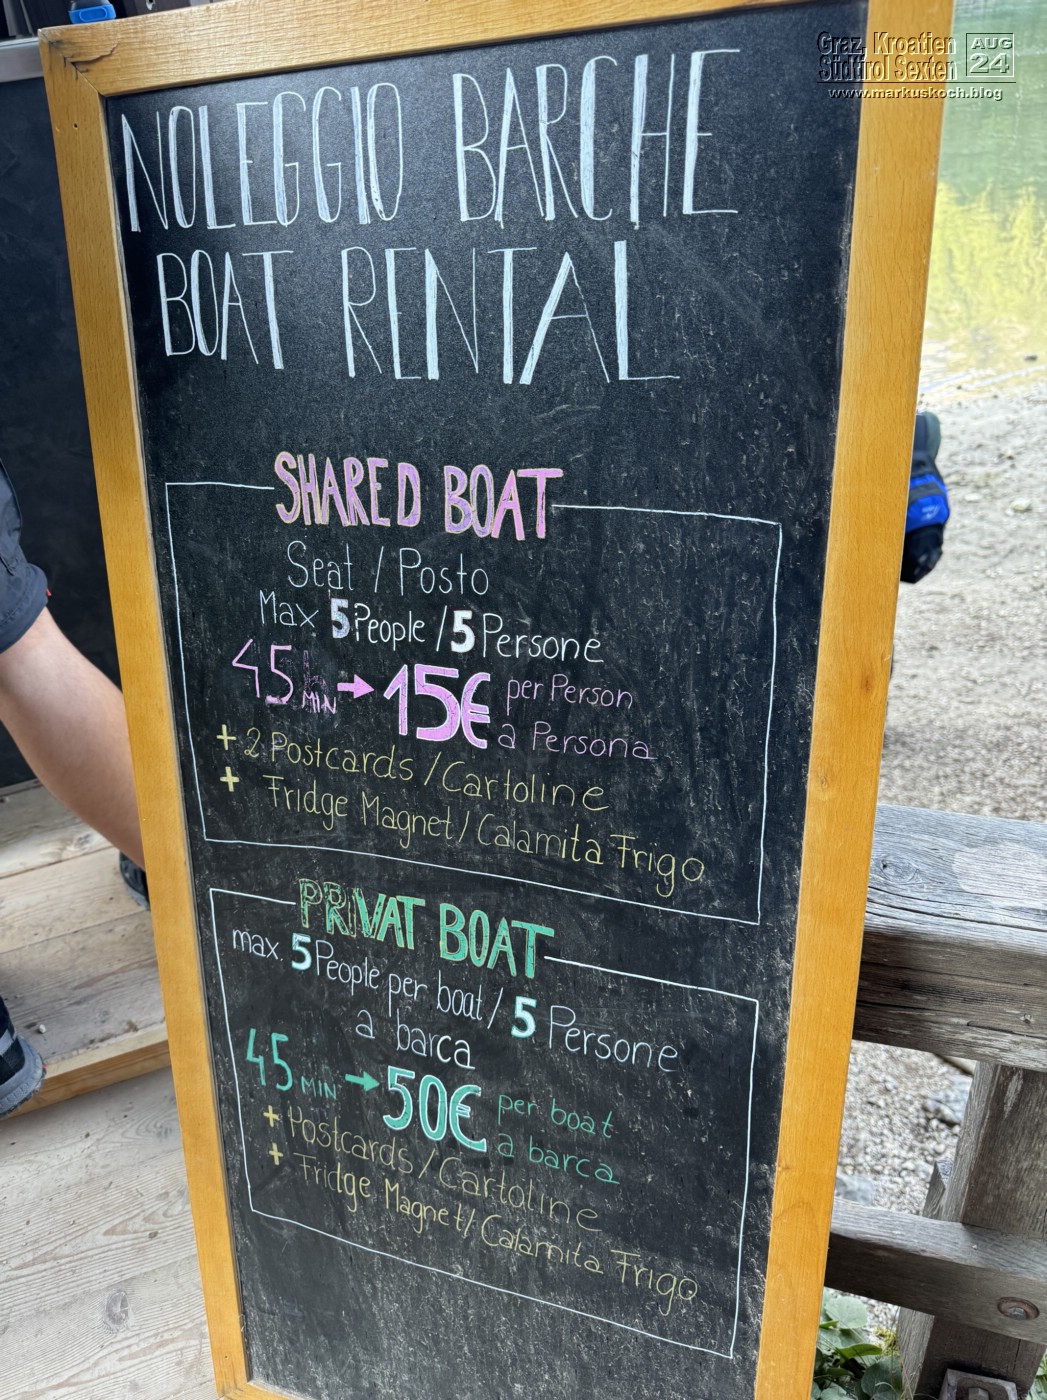 Graz, Kroatien
Südtirol Sexten
AUG
24
www.markuskoch.blog
NOLEGGIO BARCHE
BOAT RENTAL
SHARED BOAT
Seat / Posto
Max. 5 People / 5 Persone
45 MIN → 15€ per Person
a Persona
+ 2 Postcards / Cartoline
+ Fridge Magnet / Calamita Frigo
PRIVAT BOAT
max. 5 People per boat / 5 Persone
a barca
45 MIN → 50€ per boat
a barca
+ Postcards / Cartoline
+ Fridge Magnet / Calamita Frigo